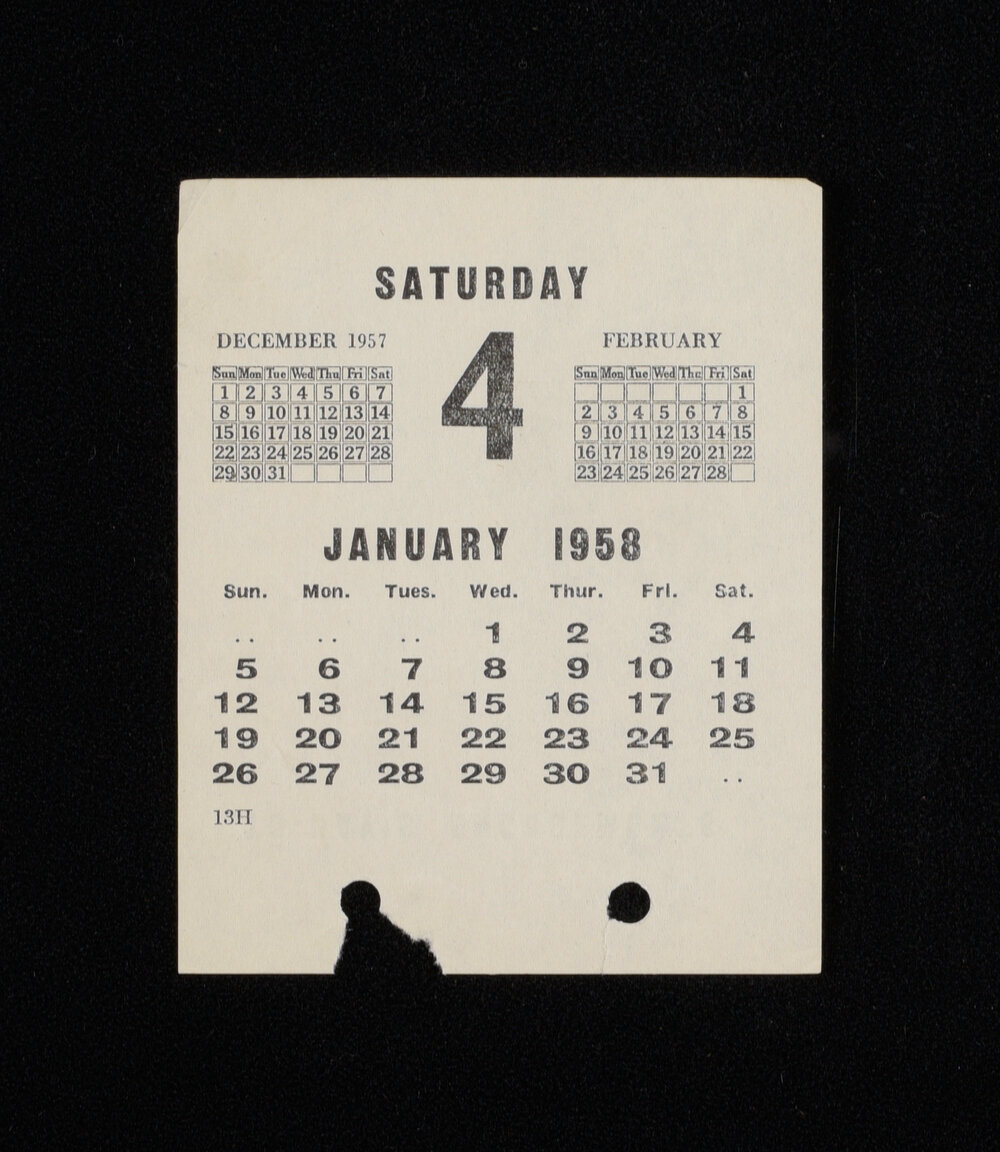 SATURDAY
4
DECEMBER 1957
Sun Mon Tue Wed Thu Fri Sat
1 2 3 4 5 6 7
8 9 10 11 12 13 14
15 16 17 18 19 20 21
22 23 24 25 26 27 28
29 30 31
FEBRUARY
Sun Mon Tue Wed Thu Fri Sat
1
2 3 4 5 6 7 8
9 10 11 12 13 14 15
16 17 18 19 20 21 22
23 24 25 26 27 28
JANUARY 1958
Sun. Mon. Tues. Wed. Thur. Fri. Sat.
.. .. .. 1 2 3 4
5 6 7 8 9 10 11
12 13 14 15 16 17 18
19 20 21 22 23 24 25
26 27 28 29 30 31 ..
13H